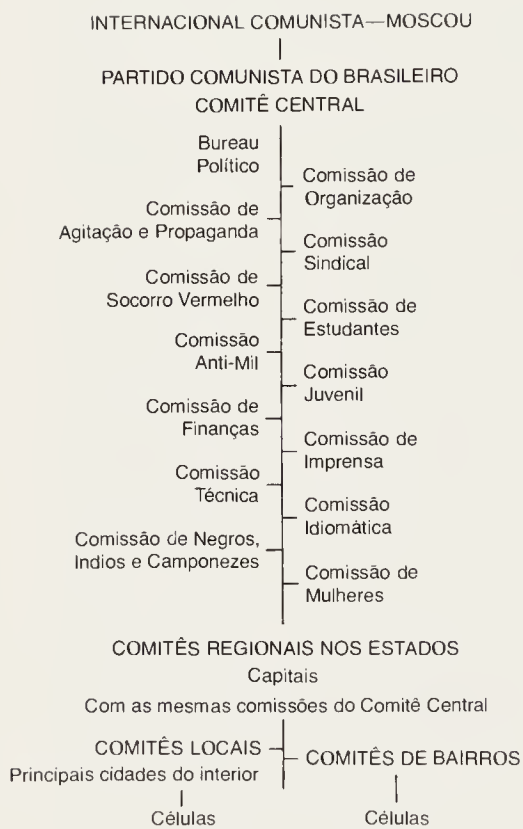 INTERNACIONAL COMUNISTA—MOSCOU
PARTIDO COMUNISTA DO BRASILEIRO
COMITÊ CENTRAL
Bureau
Político
Comissão de
Organização
Comissão de
Agitação e Propaganda
Comissão
Sindical
Comissão de
Socorro Vermelho
Comissão de
Estudantes
Comissão
Anti-Mil
Comissão
Juvenil
Comissão de
Finanças
Comissão de
Imprensa
Comissão
Técnica
Comissão
Idiomática
Comissão de Negros,
Indios e Camponezes
Comissão de
Mulheres
COMITÊS REGIONAIS NOS ESTADOS
Capitais
Com as mesmas comissões do Comitê Central
COMITÊS LOCAIS
Principais cidades do interior
COMITÊS DE BAIRROS
Células
Células